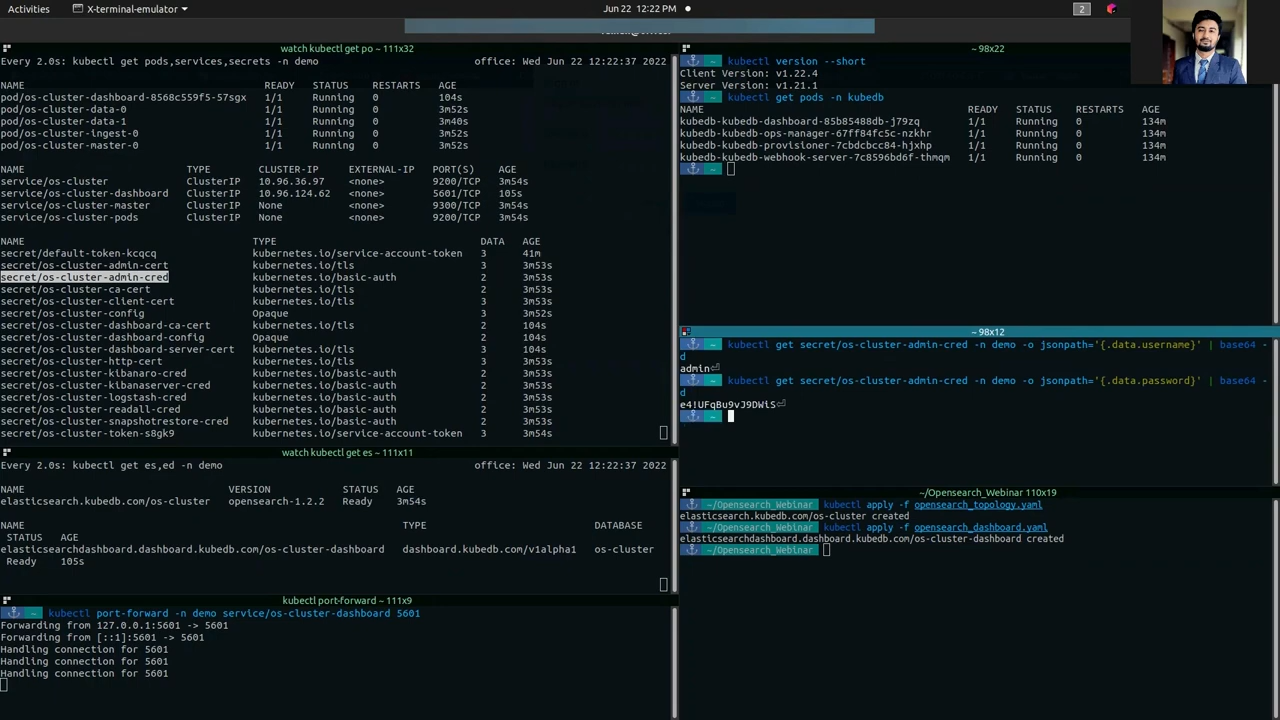 Activities
X-terminal-emulator
Jun 22 12:22 PM
2
watch kubectl get po ~ 111x32
Every 2.0s: kubectl get pods,services,secrets -n demo office: Wed Jun 22 12:22:37 2022
NAME READY STATUS RESTARTS AGE
pod/os-cluster-dashboard-8568c559f5-57sgx 1/1 Running 0 104s
pod/os-cluster-data-0 1/1 Running 0 3m52s
pod/os-cluster-data-1 1/1 Running 0 3m40s
pod/os-cluster-ingest-0 1/1 Running 0 3m52s
pod/os-cluster-master-0 1/1 Running 0 3m52s
NAME TYPE CLUSTER-IP EXTERNAL-IP PORT(S) AGE
service/os-cluster ClusterIP 10.96.36.97 <none> 9200/TCP 3m54s
service/os-cluster-dashboard ClusterIP 10.96.124.62 <none> 5601/TCP 105s
service/os-cluster-master ClusterIP None <none> 9300/TCP 3m54s
service/os-cluster-pods ClusterIP None <none> 9200/TCP 3m54s
NAME TYPE DATA AGE
secret/default-token-kcqcq kubernetes.io/service-account-token 3 41m
secret/os-cluster-admin-cert kubernetes.io/tls 3 3m53s
secret/os-cluster-admin-cred kubernetes.io/basic-auth 2 3m53s
secret/os-cluster-ca-cert kubernetes.io/tls 2 3m53s
secret/os-cluster-client-cert kubernetes.io/tls 3 3m53s
secret/os-cluster-config Opaque 3 3m52s
secret/os-cluster-dashboard-ca-cert kubernetes.io/tls 2 104s
secret/os-cluster-dashboard-config Opaque 2 104s
secret/os-cluster-dashboard-server-cert kubernetes.io/tls 3 104s
secret/os-cluster-http-cert kubernetes.io/tls 3 3m53s
secret/os-cluster-kibanaro-cred kubernetes.io/basic-auth 2 3m53s
secret/os-cluster-kibanaserver-cred kubernetes.io/basic-auth 2 3m53s
secret/os-cluster-logstash-cred kubernetes.io/basic-auth 2 3m53s
secret/os-cluster-readall-cred kubernetes.io/basic-auth 2 3m53s
secret/os-cluster-snapshotrestore-cred kubernetes.io/basic-auth 2 3m53s
secret/os-cluster-token-s8gk9 kubernetes.io/service-account-token 3 3m54s
watch kubectl get es ~ 111x11
Every 2.0s: kubectl get es,ed -n demo office: Wed Jun 22 12:22:37 2022
NAME VERSION STATUS AGE
elasticsearch.kubedb.com/os-cluster opensearch-1.2.2 Ready 3m54s
NAME TYPE DATABASE
STATUS AGE
elasticsearchdashboard.dashboard.kubedb.com/os-cluster-dashboard dashboard.kubedb.com/v1alpha1 os-cluster
Ready 105s
kubectl port-forward ~ 111x9
~ kubectl port-forward -n demo service/os-cluster-dashboard 5601
Forwarding from 127.0.0.1:5601 -> 5601
Forwarding from [::1]:5601 -> 5601
Handling connection for 5601
Handling connection for 5601
Handling connection for 5601
~ 98x22
~ kubectl version --short
Client Version: v1.22.4
Server Version: v1.21.1
~ kubectl get pods -n kubedb
NAME READY STATUS RESTARTS AGE
kubedb-kubedb-dashboard-85b85488db-j79zq 1/1 Running 0 134m
kubedb-kubedb-ops-manager-67ff84fc5c-nzkhr 1/1 Running 0 134m
kubedb-kubedb-provisioner-7cbdcbcc84-hjxhp 1/1 Running 0 134m
kubedb-kubedb-webhook-server-7c8596bd6f-thmqm 1/1 Running 0 134m
~
~ 98x12
~ kubectl get secret/os-cluster-admin-cred -n demo -o jsonpath='{.data.username}' | base64 -
d
admin⏎
~ kubectl get secret/os-cluster-admin-cred -n demo -o jsonpath='{.data.password}' | base64 -
d
e4!UFqBu9vJ9DWiS⏎
~
~/Opensearch_Webinar 110x19
~/Opensearch_Webinar kubectl apply -f opensearch_topology.yaml
elasticsearch.kubedb.com/os-cluster created
~/Opensearch_Webinar kubectl apply -f opensearch_dashboard.yaml
elasticsearchdashboard.dashboard.kubedb.com/os-cluster-dashboard created
~/Opensearch_Webinar